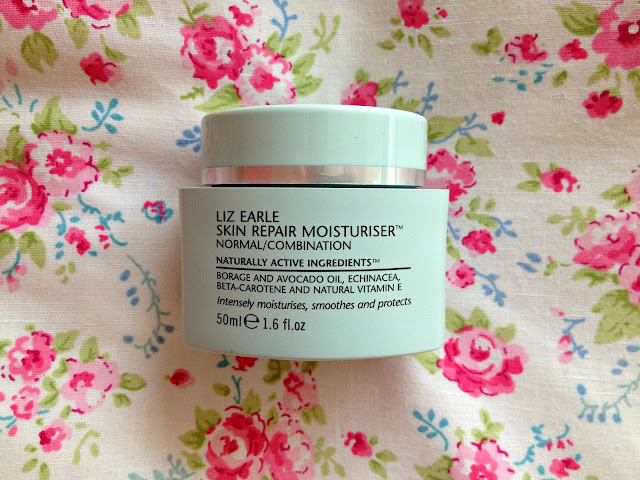 LIZ EARLE
SKIN REPAIR MOISTURISER™
NORMAL/COMBINATION
NATURALLY ACTIVE INGREDIENTS™
BORAGE AND AVOCADO OIL, ECHINACEA,
BETA-CAROTENE AND NATURAL VITAMIN E
Intensely moisturises, smoothes and protects
50ml℮1.6 fl.oz